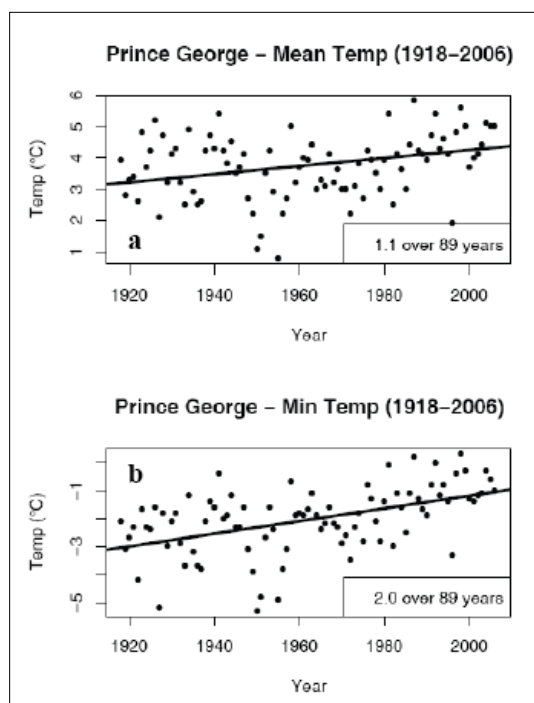 Prince George – Mean Temp (1918–2006)
Temp (°C)
6
5
4
3
2
1
a
1.1 over 89 years
1920 1940 1960 1980 2000
Year
Prince George – Min Temp (1918–2006)
Temp (°C)
−1
−3
−5
b
2.0 over 89 years
1920 1940 1960 1980 2000
Year